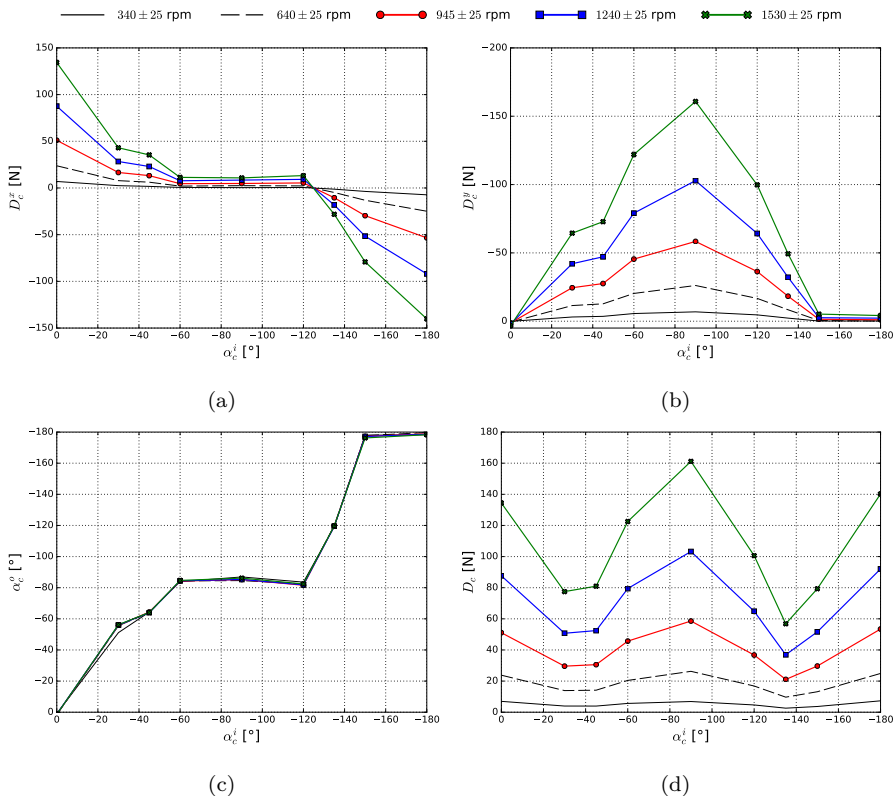 340±25 rpm 640±25 rpm 945±25 rpm 1240±25 rpm 1530±25 rpm
150
100
50
0
−50
−100
−150
D_c^x [N]
0 −20 −40 −60 −80 −100 −120 −140 −160 −180
α_c^i [°]
(a)
−200
−150
−100
−50
0
D_c^y [N]
0 −20 −40 −60 −80 −100 −120 −140 −160 −180
α_c^i [°]
(b)
−180
−160
−140
−120
−100
−80
−60
−40
−20
0
α_c^o [°]
0 −20 −40 −60 −80 −100 −120 −140 −160 −180
α_c^i [°]
(c)
180
160
140
120
100
80
60
40
20
0
D_c [N]
0 −20 −40 −60 −80 −100 −120 −140 −160 −180
α_c^i [°]
(d)